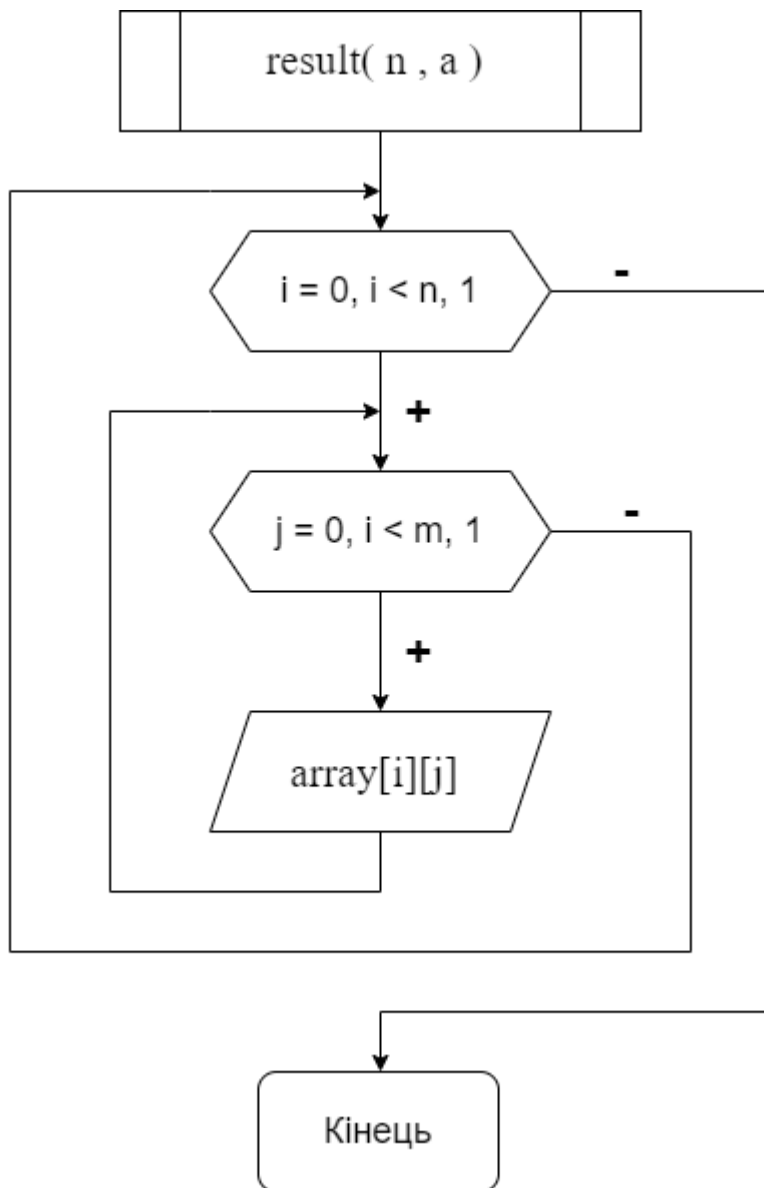 result( n , a )
i = 0, i < n, 1
-
+
j = 0, i < m, 1
-
+
array[i][j]
Кінець